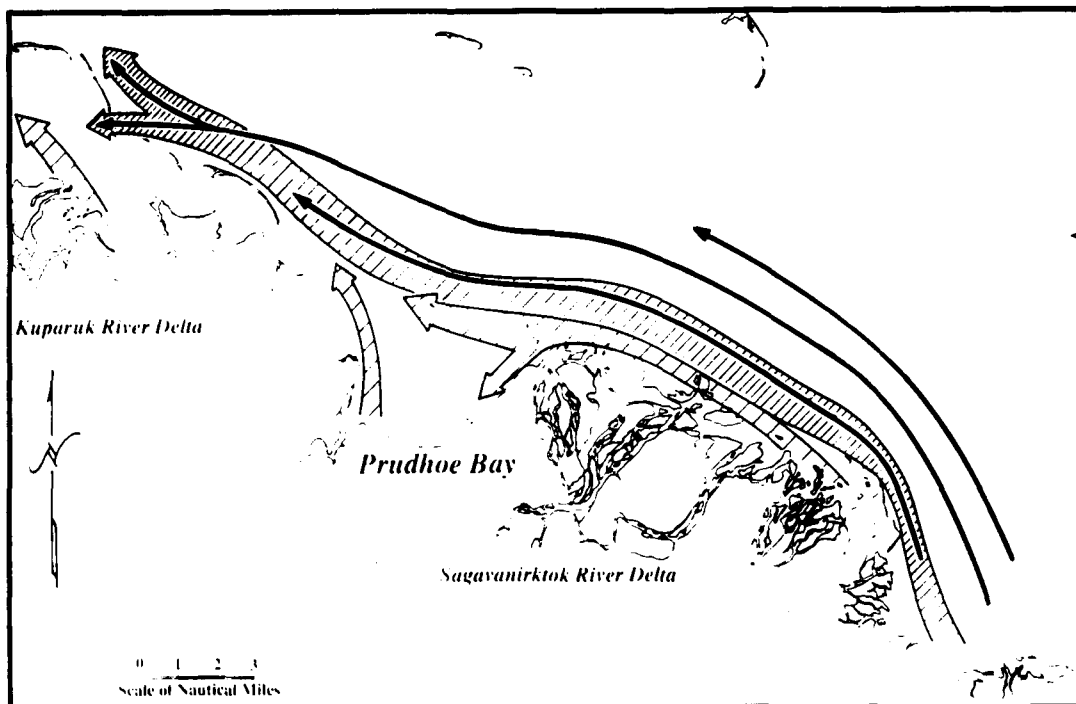 Kuparuk River Delta
N
Prudhoe Bay
Sagavanirktok River Delta
0 1 2 3
Scale of Nautical Miles